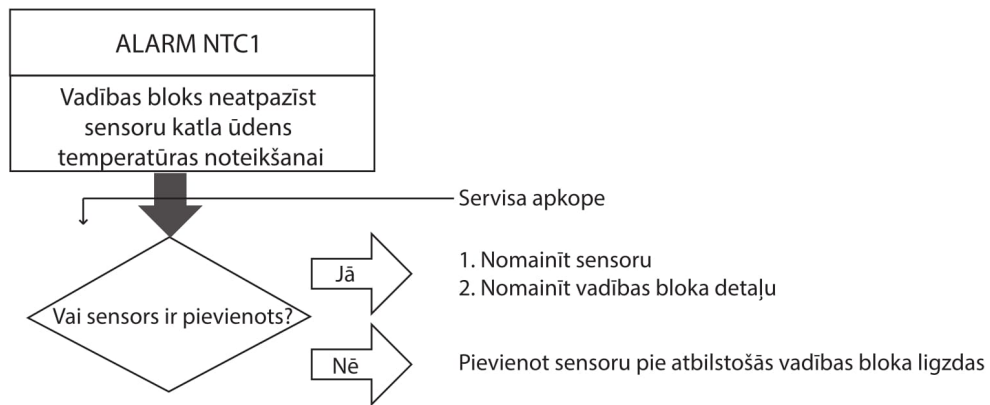 ALARM NTC1
Vadības bloks neatpazīst
sensoru katla ūdens
temperatūras noteikšanai
Servisa apkope
Vai sensors ir pievienots?
Jā
1. Nomainīt sensoru
2. Nomainīt vadības bloka detaļu
Nē
Pievienot sensoru pie atbilstošās vadības bloka ligzdas